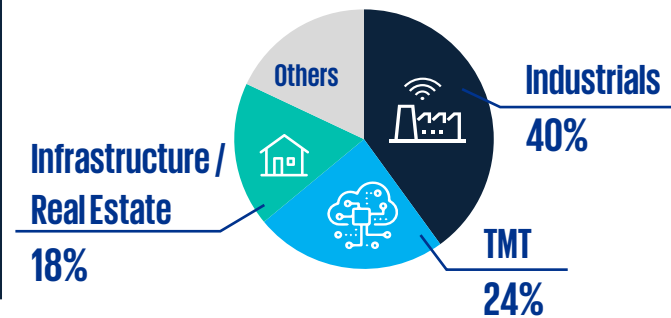 Others
Industrials
40%
Infrastructure /
Real Estate
18%
TMT
24%